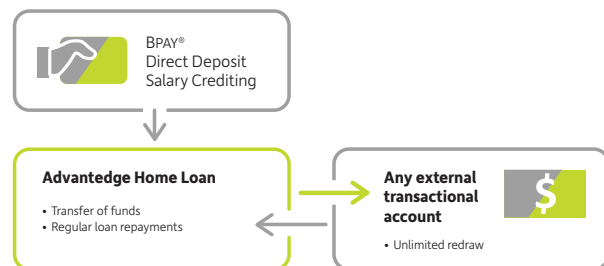 BPAY®
Direct Deposit
Salary Crediting
Advantedge Home Loan
• Transfer of funds
• Regular loan repayments
Any external
transactional
account
$
• Unlimited redraw